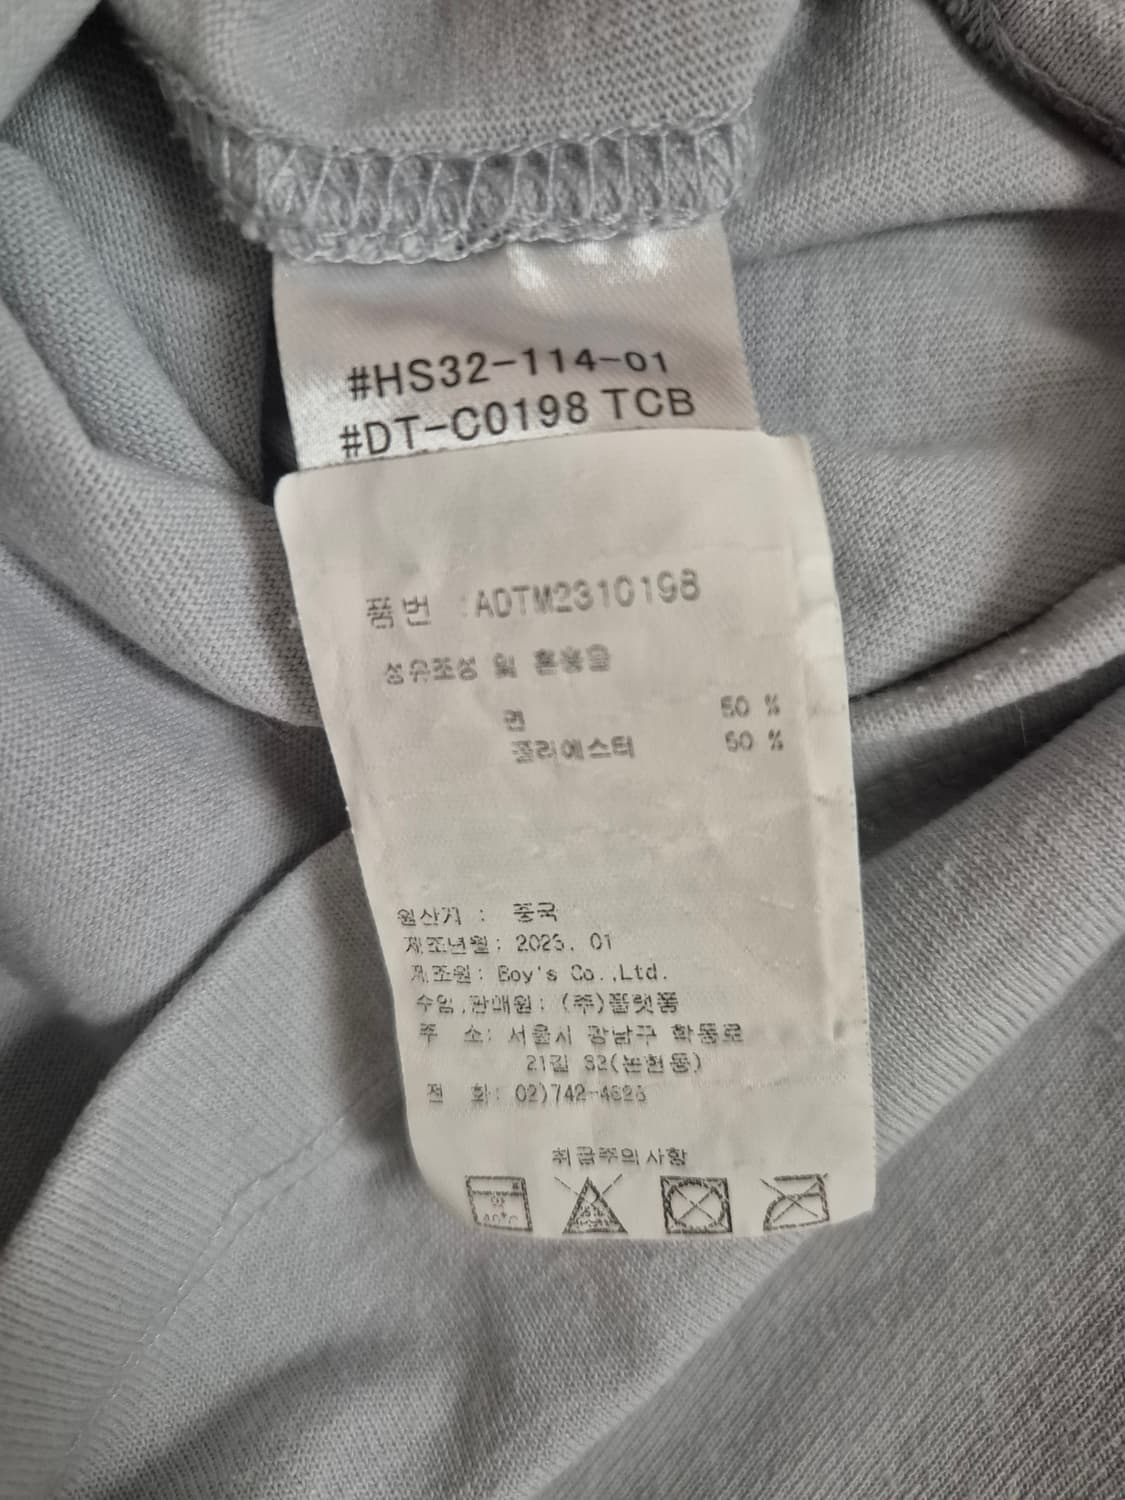 #HS32-114-01
#DT-C0198 TCB
품번 :ADTM2310198
섬유조성 및 혼용율
면 50 %
폴리에스터 50 %
원산지 : 중국
제조년월: 2023. 01
제조원: Boy's Co.,Ltd.
수입,판매원: (주)플랫폼
주 소: 서울시 강남구 학동로
21길 32(논현동)
전 화: 02)742-4628
취급주의사항
약
40°C